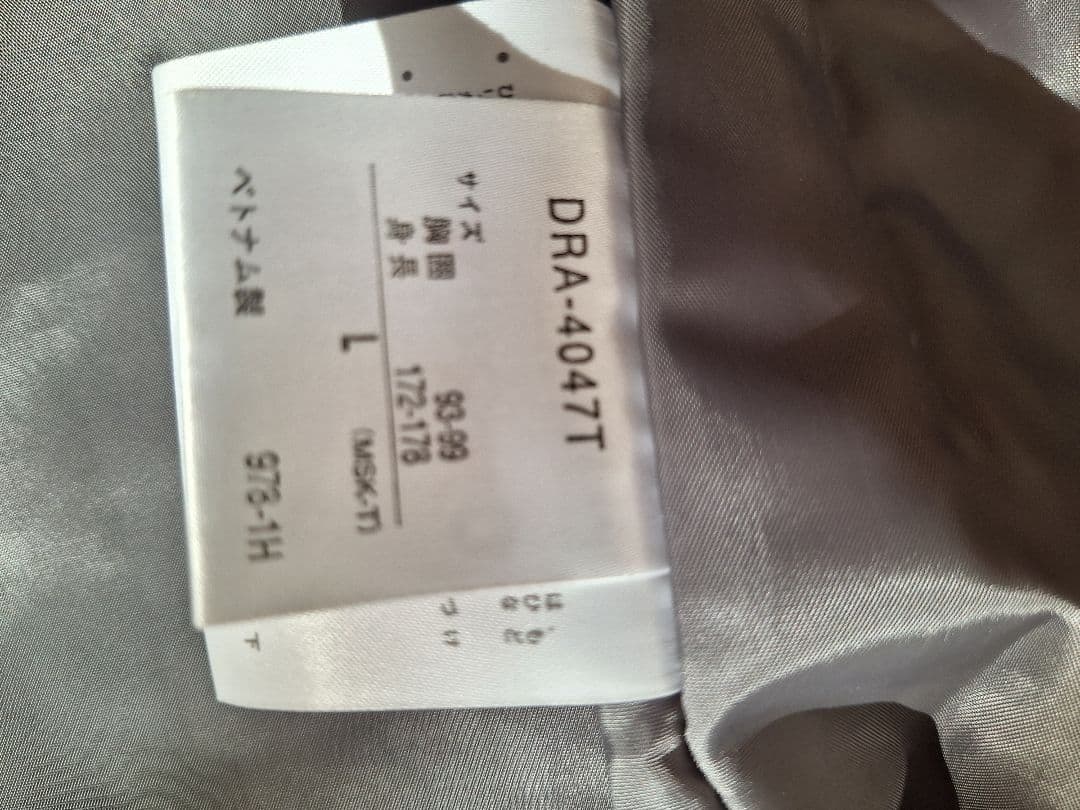 DRA-4047T
サイズ
胸囲 93-99
身長 172-178
L (MSK-T)
ベトナム製 978-1H